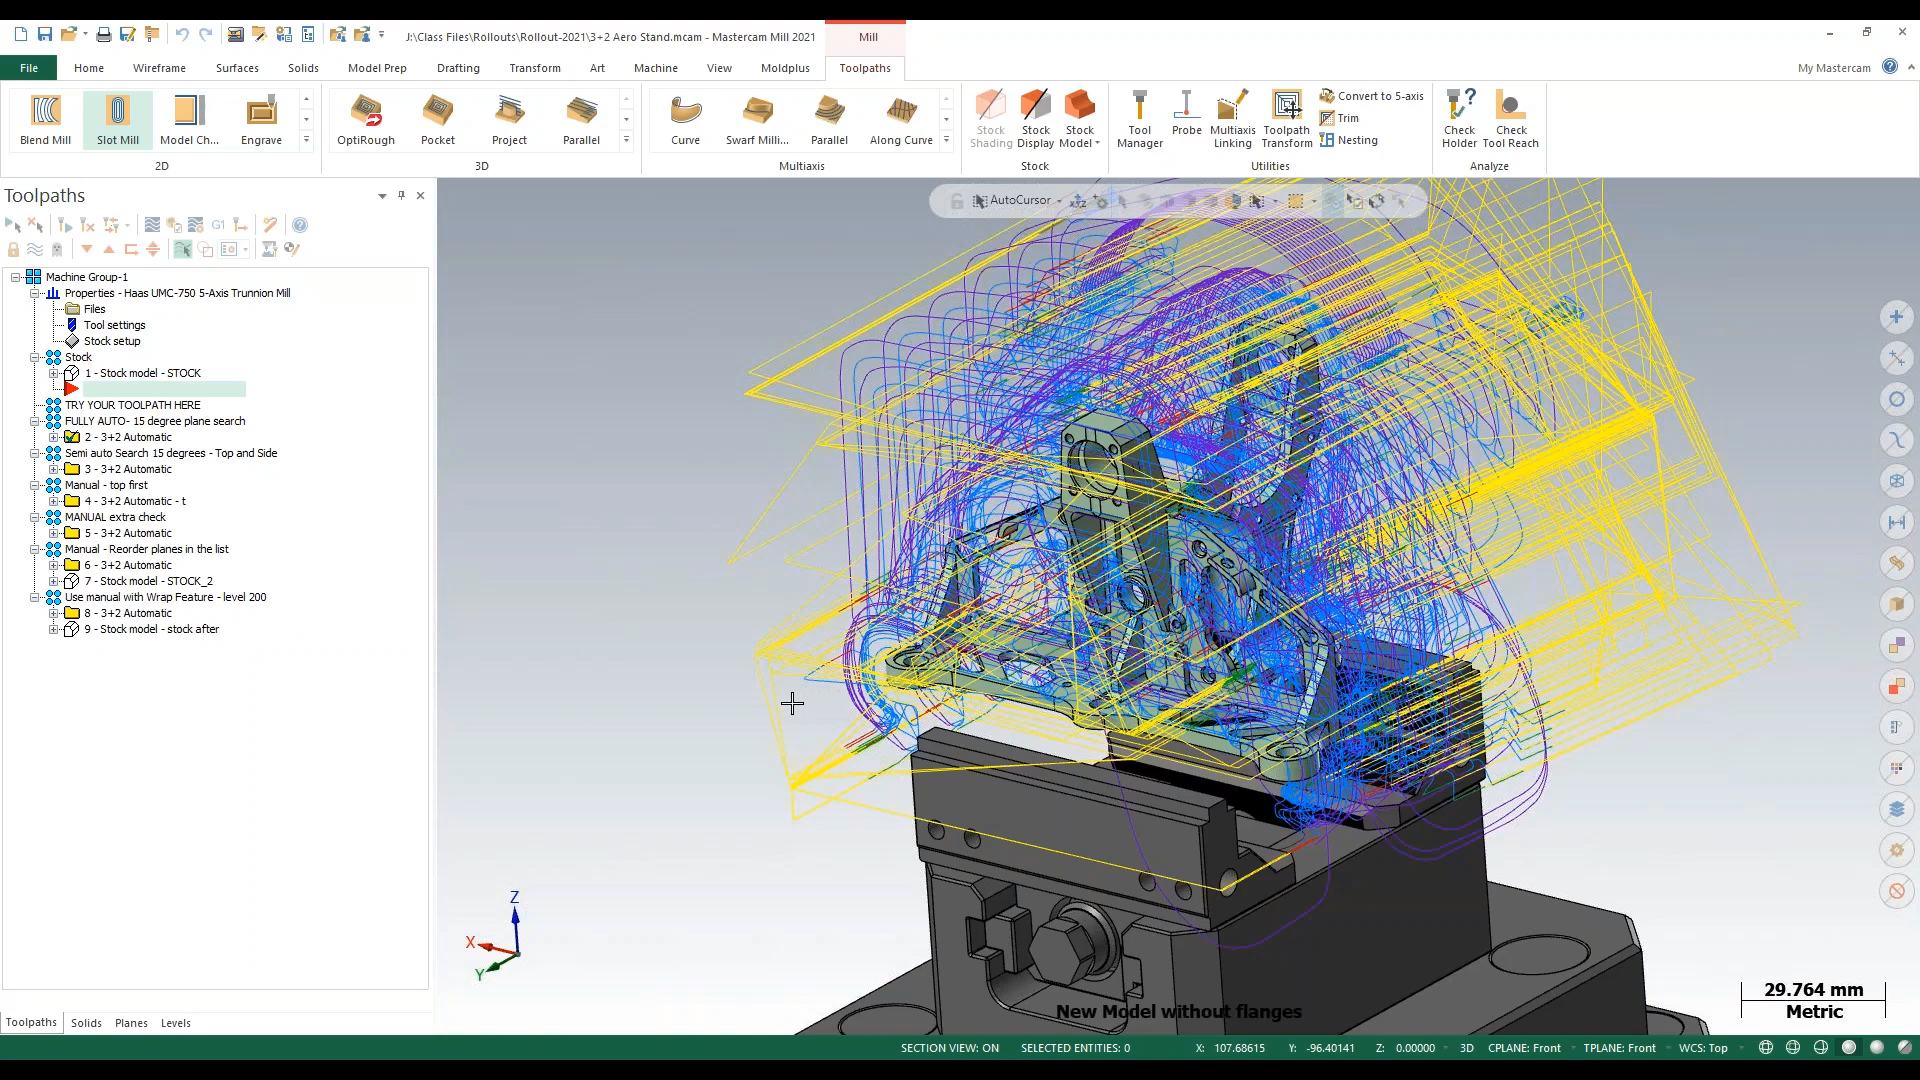 J:\Class Files\Rollouts\Rollout-2021\3+2 Aero Stand.mcam - Mastercam Mill 2021
Mill
File
Home
Wireframe
Surfaces
Solids
Model Prep
Drafting
Transform
Art
Machine
View
Moldplus
Toolpaths
My Mastercam
Blend Mill
Slot Mill
Model Ch...
Engrave
2D
OptiRough
Pocket
Project
Parallel
3D
Curve
Swarf Milli...
Parallel
Along Curve
Multiaxis
Stock Shading
Stock Display
Stock Model
Stock
Tool Manager
Probe
Multiaxis Linking
Toolpath Transform
Convert to 5-axis
Trim
Nesting
Utilities
Check Holder
Check Tool Reach
Analyze
Toolpaths
G1
AutoCursor
Machine Group-1
Properties - Haas UMC-750 5-Axis Trunnion Mill
Files
Tool settings
Stock setup
Stock
1 - Stock model - STOCK
TRY YOUR TOOLPATH HERE
FULLY AUTO- 15 degree plane search
2 - 3+2 Automatic
Semi auto Search 15 degrees - Top and Side
3 - 3+2 Automatic
Manual - top first
4 - 3+2 Automatic - t
MANUAL extra check
5 - 3+2 Automatic
Manual - Reorder planes in the list
6 - 3+2 Automatic
7 - Stock model - STOCK_2
Use manual with Wrap Feature - level 200
8 - 3+2 Automatic
9 - Stock model - stock after
Z
X
Y
New Model without flanges
29.764 mm
Metric
Toolpaths
Solids
Planes
Levels
SECTION VIEW: ON
SELECTED ENTITIES: 0
X: 107.68615
Y: -96.40141
Z: 0.00000
3D
CPLANE: Front
TPLANE: Front
WCS: Top